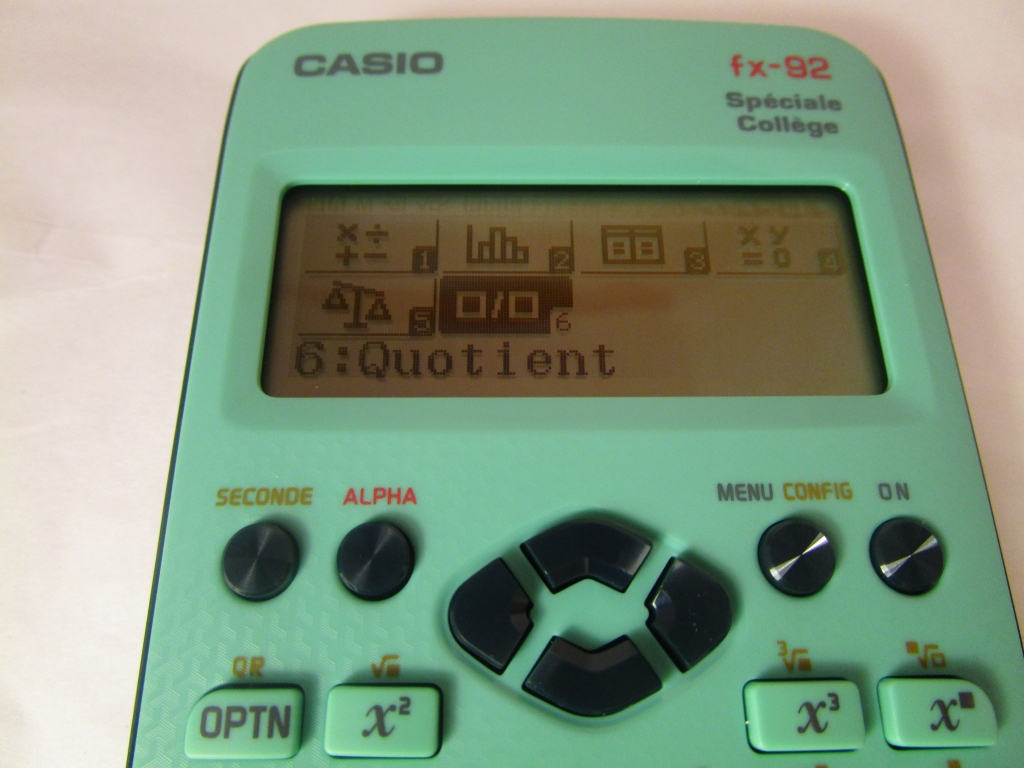 CASIO
fx-92
Spéciale
Collège
x ÷ + − 1
2
3
x y = 0 4
5
□/□ 6
6:Quotient
SECONDE ALPHA
MENU CONFIG ON
QR √■ ³√■ ■√□
OPTN x² x³ x■